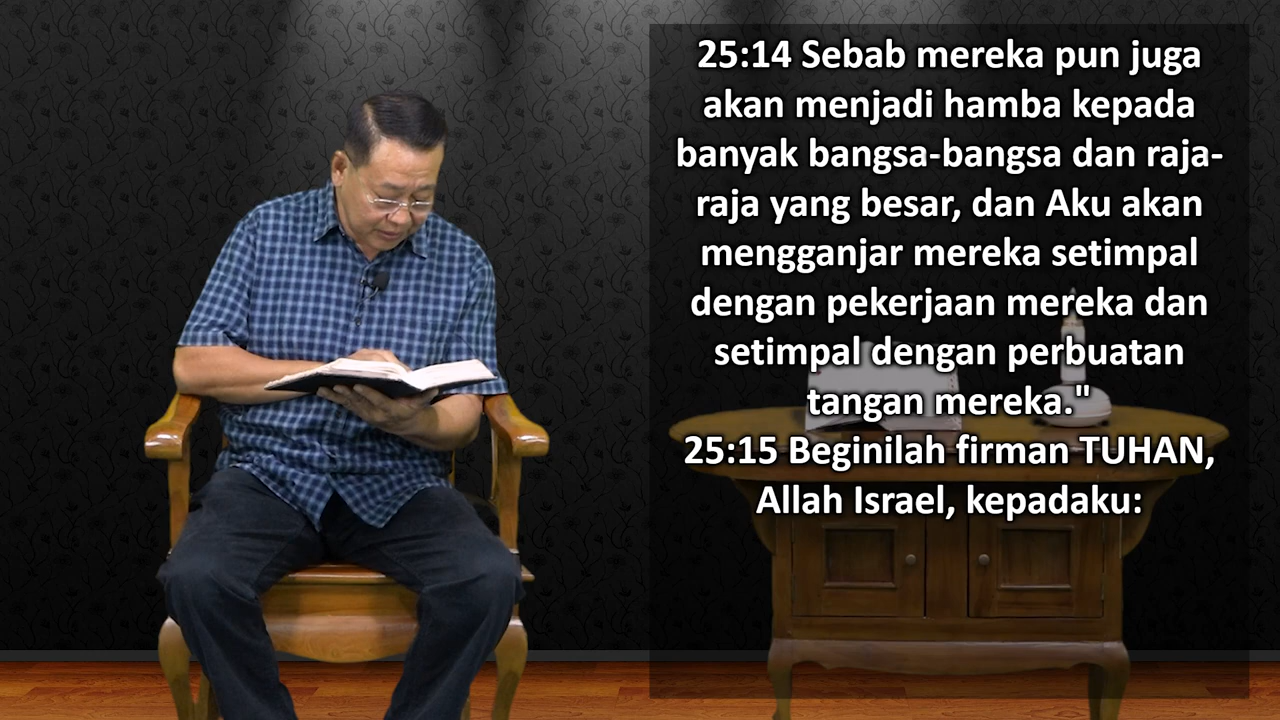 25:14 Sebab mereka pun juga
akan menjadi hamba kepada
banyak bangsa-bangsa dan raja-
raja yang besar, dan Aku akan
mengganjar mereka setimpal
dengan pekerjaan mereka dan
setimpal dengan perbuatan
tangan mereka."
25:15 Beginilah firman TUHAN,
Allah Israel, kepadaku: